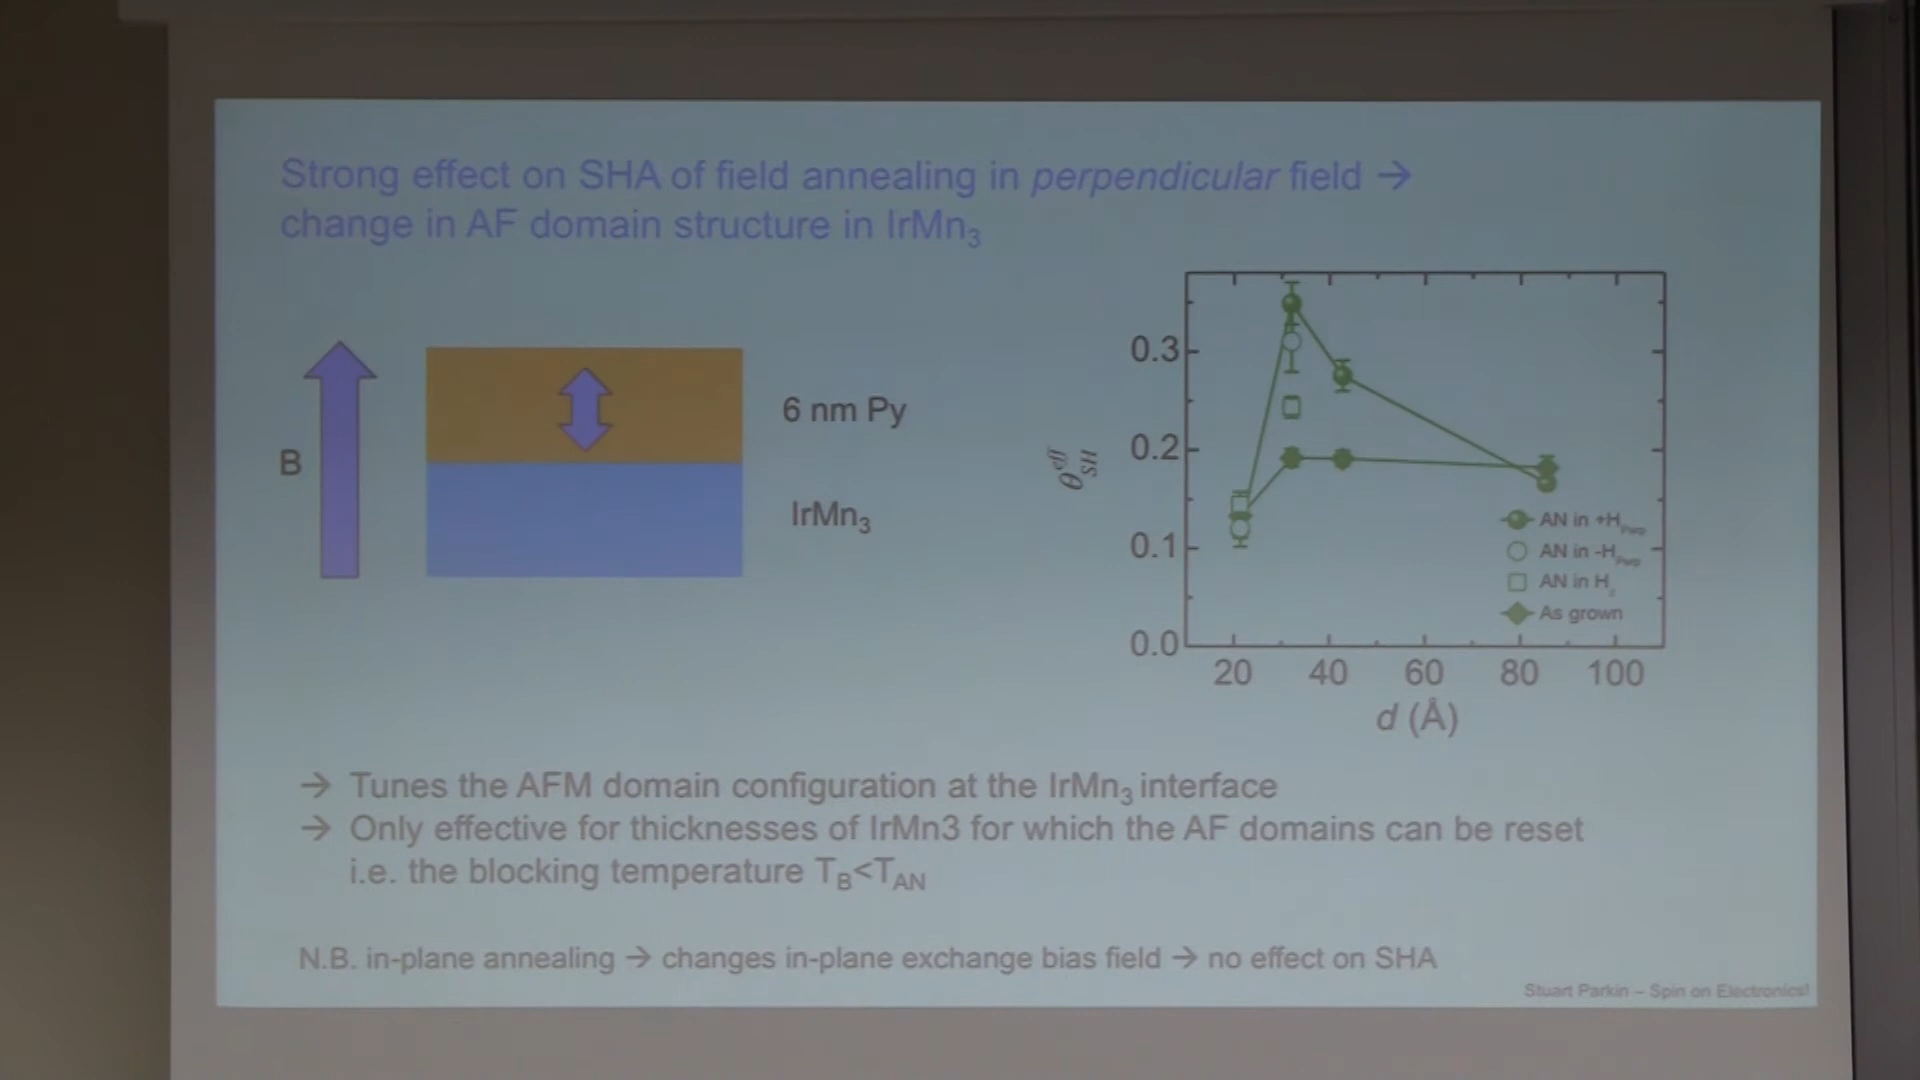 Strong effect on SHA of field annealing in perpendicular field →
change in AF domain structure in IrMn3
B
6 nm Py
IrMn3
θ eff SH
0.3
0.2
0.1
0.0
20 40 60 80 100
d (Å)
AN in +HPerp
AN in -HPerp
AN in H
As grown
→ Tunes the AFM domain configuration at the IrMn3 interface
→ Only effective for thicknesses of IrMn3 for which the AF domains can be reset
i.e. the blocking temperature TB<TAN
N.B. in-plane annealing → changes in-plane exchange bias field → no effect on SHA
Stuart Parkin – Spin on Electronics!